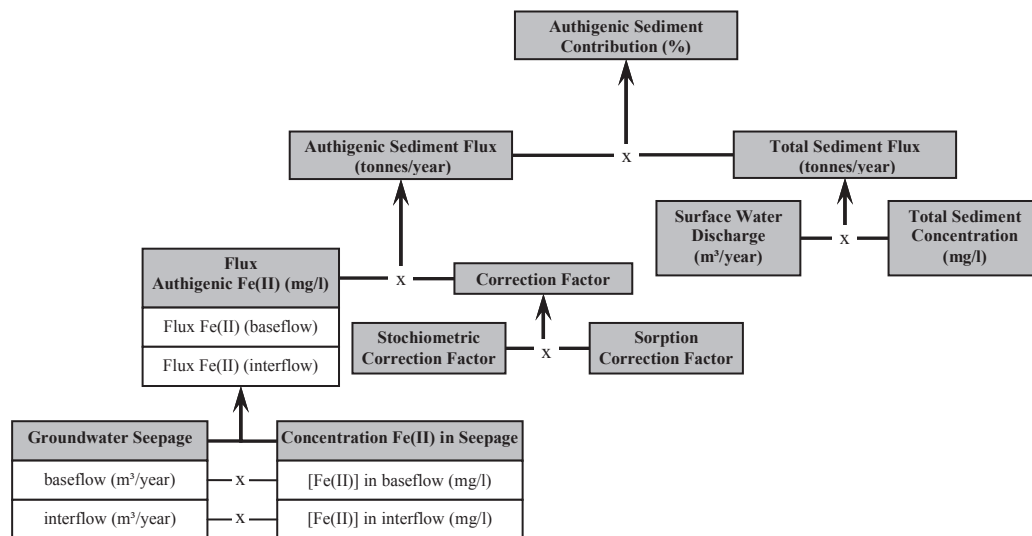 Authigenic Sediment
Contribution (%)
Authigenic Sediment Flux
(tonnes/year)
x
Total Sediment Flux
(tonnes/year)
Surface Water
Discharge
(m³/year)
x
Total Sediment
Concentration
(mg/l)
Flux
Authigenic Fe(II) (mg/l)
x
Correction Factor
Flux Fe(II) (baseflow)
Flux Fe(II) (interflow)
Stochiometric
Correction Factor
x
Sorption
Correction Factor
Groundwater Seepage
Concentration Fe(II) in Seepage
baseflow (m³/year)
x
[Fe(II)] in baseflow (mg/l)
interflow (m³/year)
x
[Fe(II)] in interflow (mg/l)